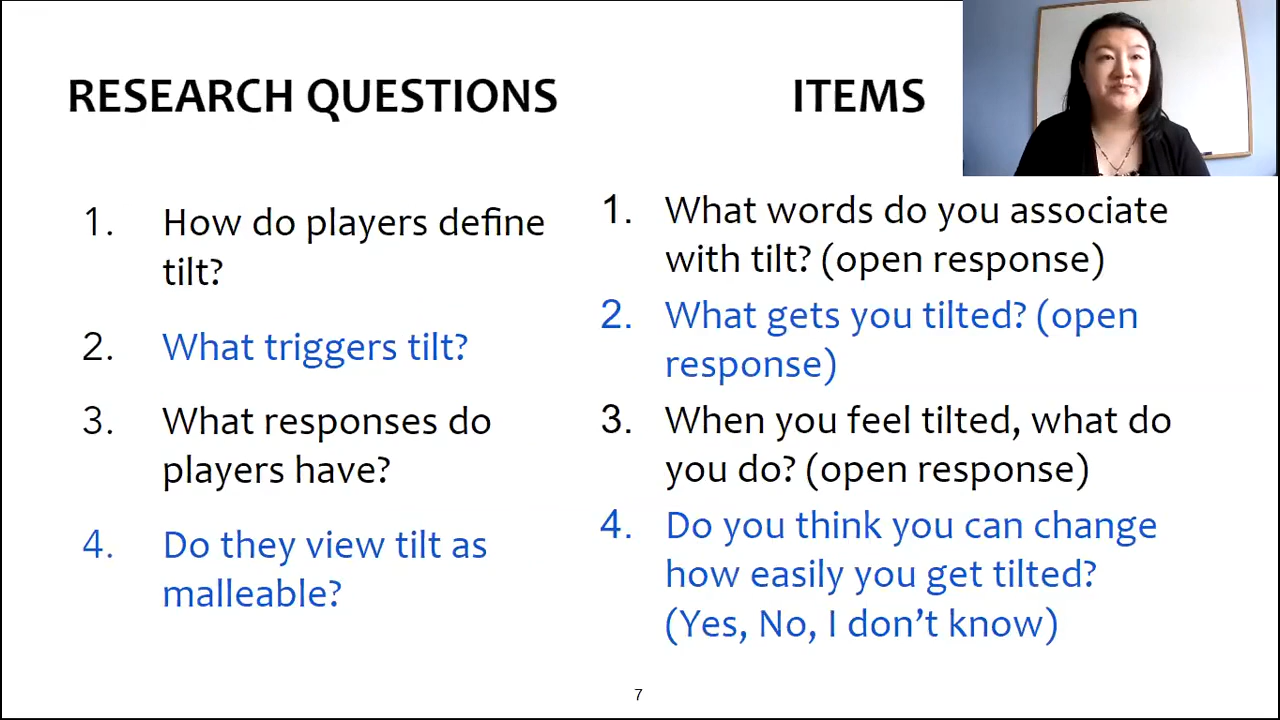 RESEARCH QUESTIONS
1. How do players define
tilt?
2. What triggers tilt?
3. What responses do
players have?
4. Do they view tilt as
malleable?
ITEMS
1. What words do you associate
with tilt? (open response)
2. What gets you tilted? (open
response)
3. When you feel tilted, what do
you do? (open response)
4. Do you think you can change
how easily you get tilted?
(Yes, No, I don’t know)
7